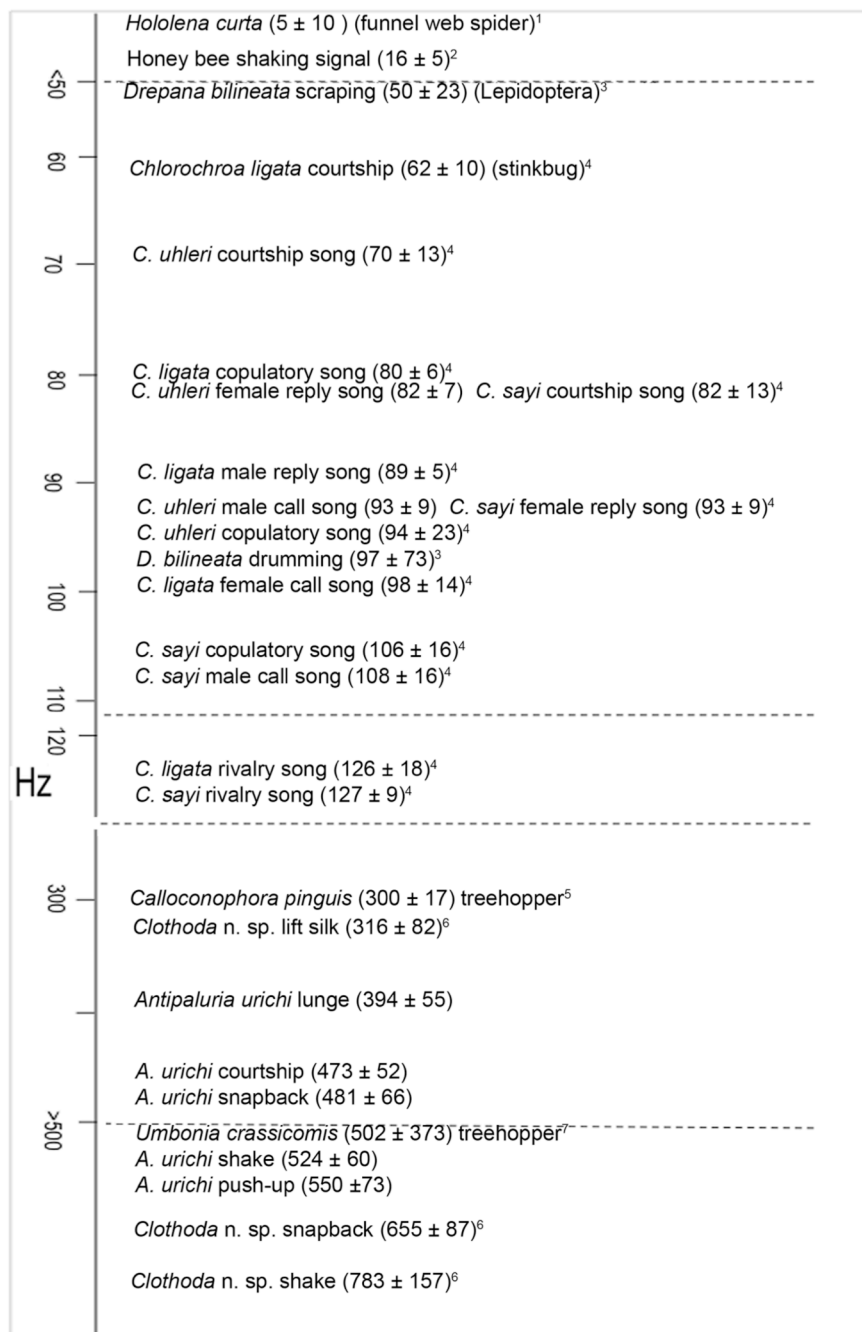 Hololena curta (5 ± 10 ) (funnel web spider)¹
Honey bee shaking signal (16 ± 5)²
<50
Drepana bilineata scraping (50 ± 23) (Lepidoptera)³
60
Chlorochroa ligata courtship (62 ± 10) (stinkbug)⁴
C. uhleri courtship song (70 ± 13)⁴
70
C. ligata copulatory song (80 ± 6)⁴
80
C. uhleri female reply song (82 ± 7) C. sayi courtship song (82 ± 13)⁴
C. ligata male reply song (89 ± 5)⁴
90
C. uhleri male call song (93 ± 9) C. sayi female reply song (93 ± 9)⁴
C. uhleri copulatory song (94 ± 23)⁴
D. bilineata drumming (97 ± 73)³
C. ligata female call song (98 ± 14)⁴
100
C. sayi copulatory song (106 ± 16)⁴
C. sayi male call song (108 ± 16)⁴
110
120
C. ligata rivalry song (126 ± 18)⁴
Hz
C. sayi rivalry song (127 ± 9)⁴
300
Calloconophora pinguis (300 ± 17) treehopper⁵
Clothoda n. sp. lift silk (316 ± 82)⁶
Antipaluria urichi lunge (394 ± 55)
A. urichi courtship (473 ± 52)
A. urichi snapback (481 ± 66)
>500
Umbonia crassicomis (502 ± 373) treehopper⁷
A. urichi shake (524 ± 60)
A. urichi push-up (550 ±73)
Clothoda n. sp. snapback (655 ± 87)⁶
Clothoda n. sp. shake (783 ± 157)⁶